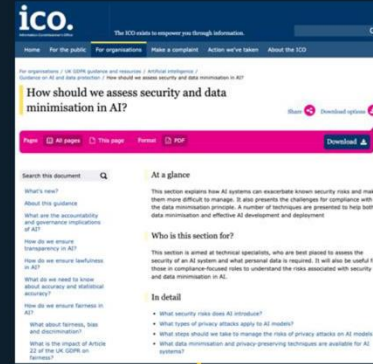 ico.
Information Commissioner's Office
The ICO exists to empower you through information.
Home For the public For organisations Make a complaint Action we've taken About the ICO
For organisations / UK GDPR guidance and resources / Artificial intelligence /
Guidance on AI and data protection / How should we assess security and data minimisation in AI?
How should we assess security and data
minimisation in AI?
Share Download options
Pages All pages This page Format PDF
Download
Search this document
What's new?
About this guidance
What are the accountability
and governance implications
of AI?
How do we ensure
transparency in AI?
How do we ensure lawfulness
in AI?
What do we need to know
about accuracy and statistical
accuracy?
How do we ensure fairness in
AI?
What about fairness, bias
and discrimination?
What is the impact of Article
22 of the UK GDPR on
fairness?
At a glance
This section explains how AI systems can exacerbate known security risks and mak
them more difficult to manage. It also presents the challenges for compliance with
the data minimisation principle. A number of techniques are presented to help both
data minimisation and effective AI development and deployment
Who is this section for?
This section is aimed at technical specialists, who are best placed to assess the
security of an AI system and what personal data is required. It will also be useful f
those in compliance-focused roles to understand the risks associated with security
and data minimisation in AI.
In detail
• What security risks does AI introduce?
• What types of privacy attacks apply to AI models?
• What steps should we take to manage the risks of privacy attacks on AI models
• What data minimisation and privacy-preserving techniques are available for AI
systems?